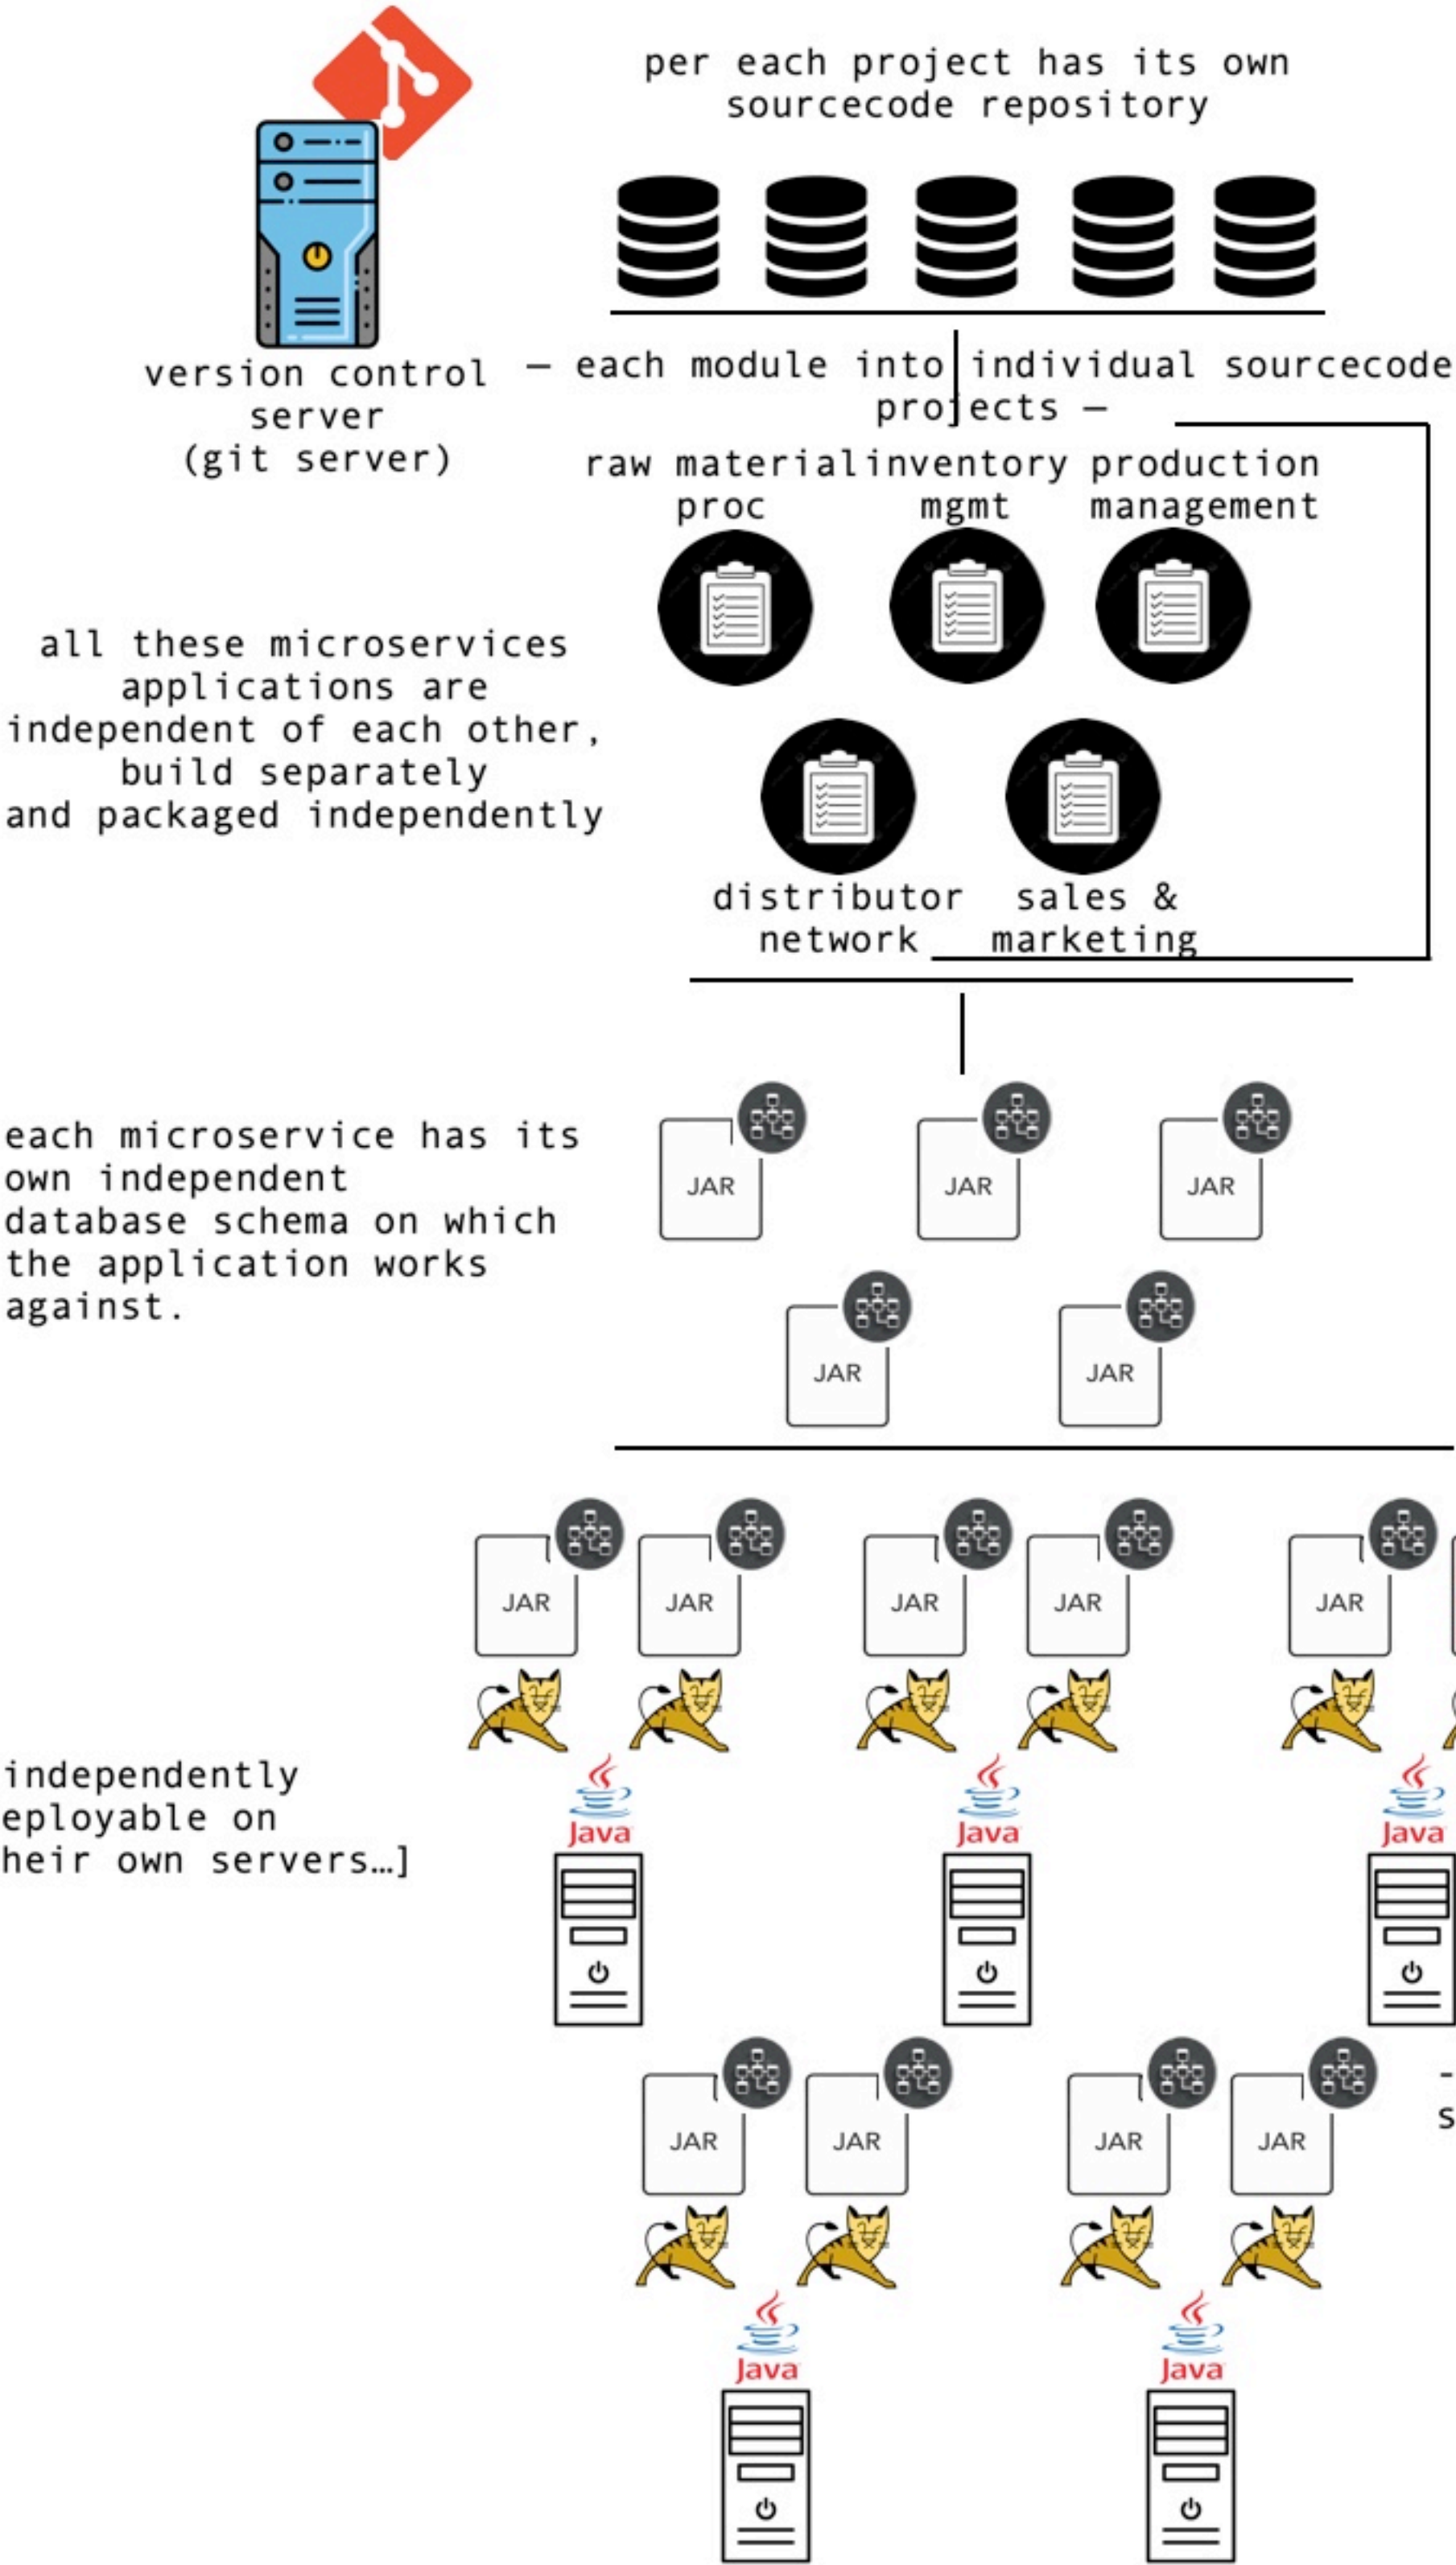 per each project has its own
sourcecode repository
version control
server
(git server)
— each module into individual sourcecode
projects —
raw material
proc
inventory
mgmt
production
management
all these microservices
applications are
independent of each other,
build separately
and packaged independently
distributor
network
sales &
marketing
each microservice has its
own independent
database schema on which
the application works
against.
JAR
JAR
JAR
JAR
JAR
JAR
JAR
JAR
JAR
JAR
independently
eployable on
heir own servers…]
Java
Java
Java
-
s
JAR
JAR
JAR
JAR
Java
Java